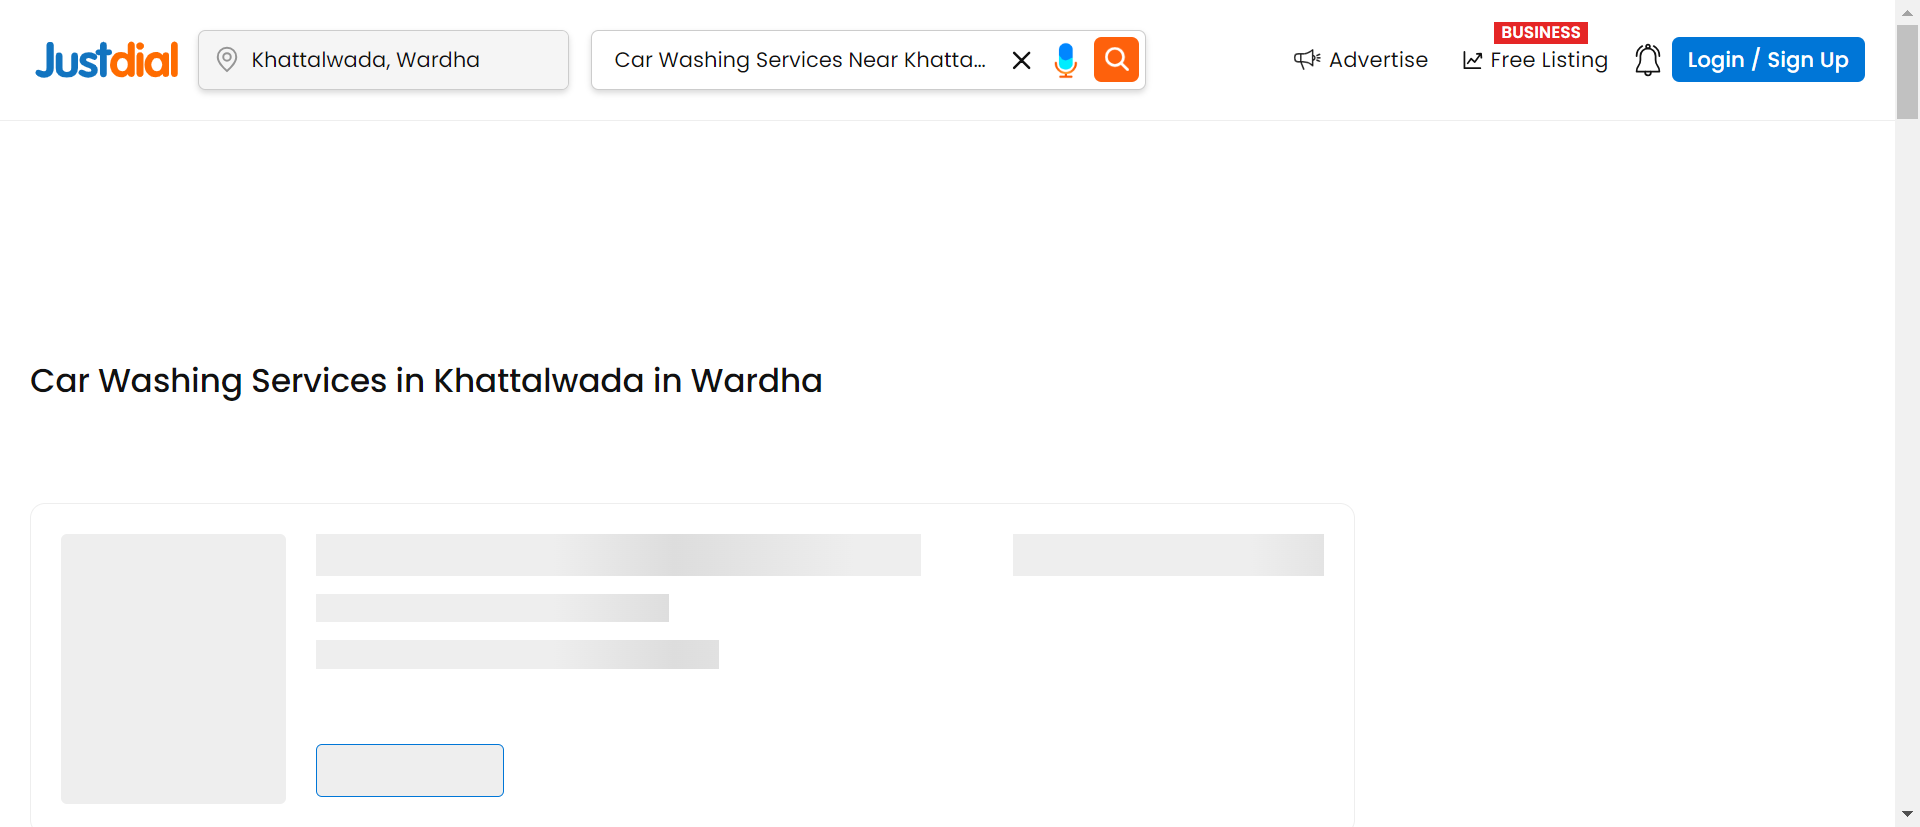 Justdial
Khattalwada, Wardha
Car Washing Services Near Khatta...
Advertise
BUSINESS
Free Listing
Login / Sign Up
Car Washing Services in Khattalwada in Wardha